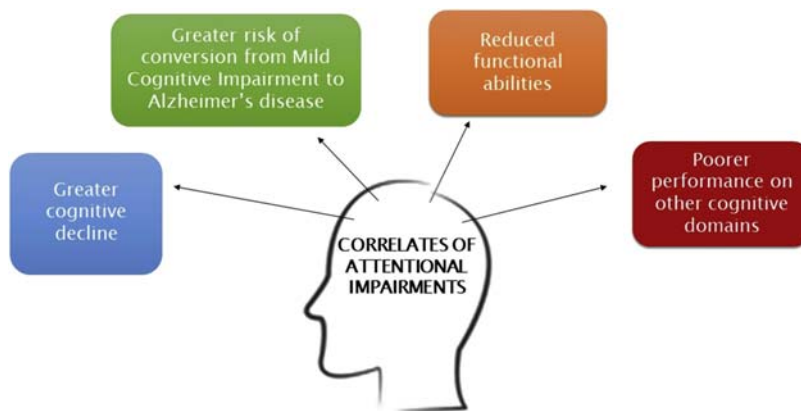 Greater risk of
conversion from Mild
Cognitive Impairment to
Alzheimer's disease
Reduced
functional
abilities
Greater
cognitive
decline
Poorer
performance on
other cognitive
domains
CORRELATES OF
ATTENTIONAL
IMPAIRMENTS